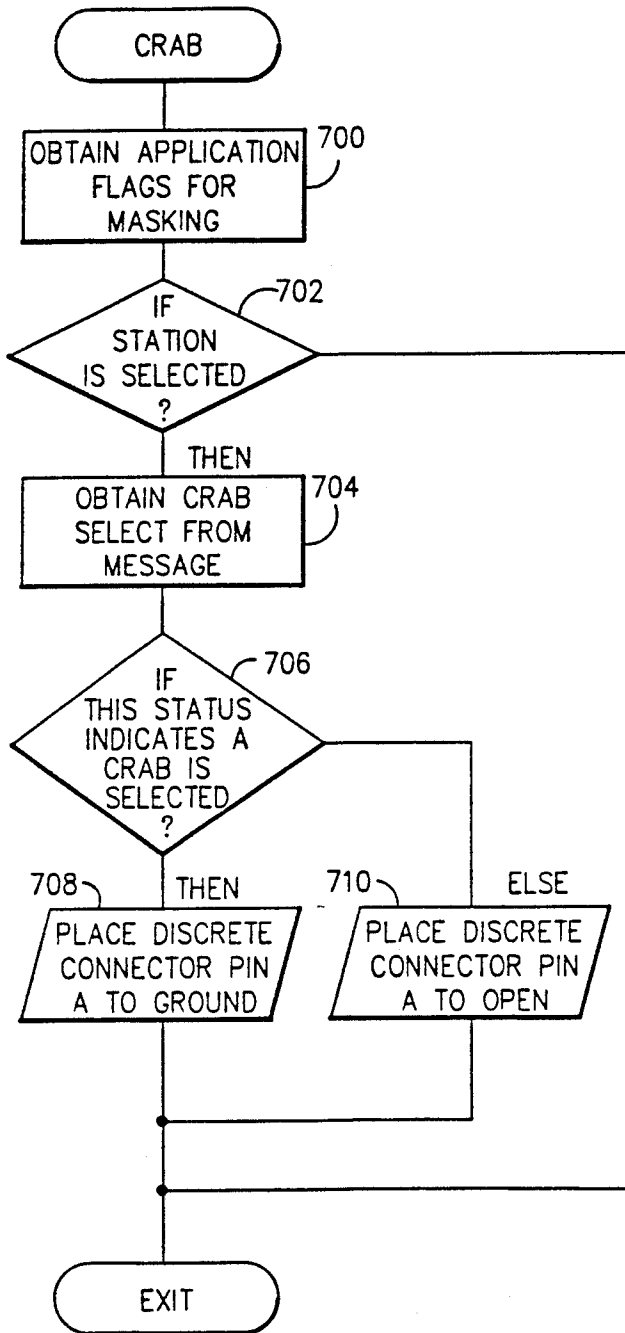 CRAB
700
OBTAIN APPLICATION
FLAGS FOR
MASKING
702
IF
STATION
IS SELECTED
?
THEN
704
OBTAIN CRAB
SELECT FROM
MESSAGE
706
IF
THIS STATUS
INDICATES A
CRAB IS
SELECTED
?
708
THEN
710
ELSE
PLACE DISCRETE
CONNECTOR PIN
A TO GROUND
PLACE DISCRETE
CONNECTOR PIN
A TO OPEN
EXIT